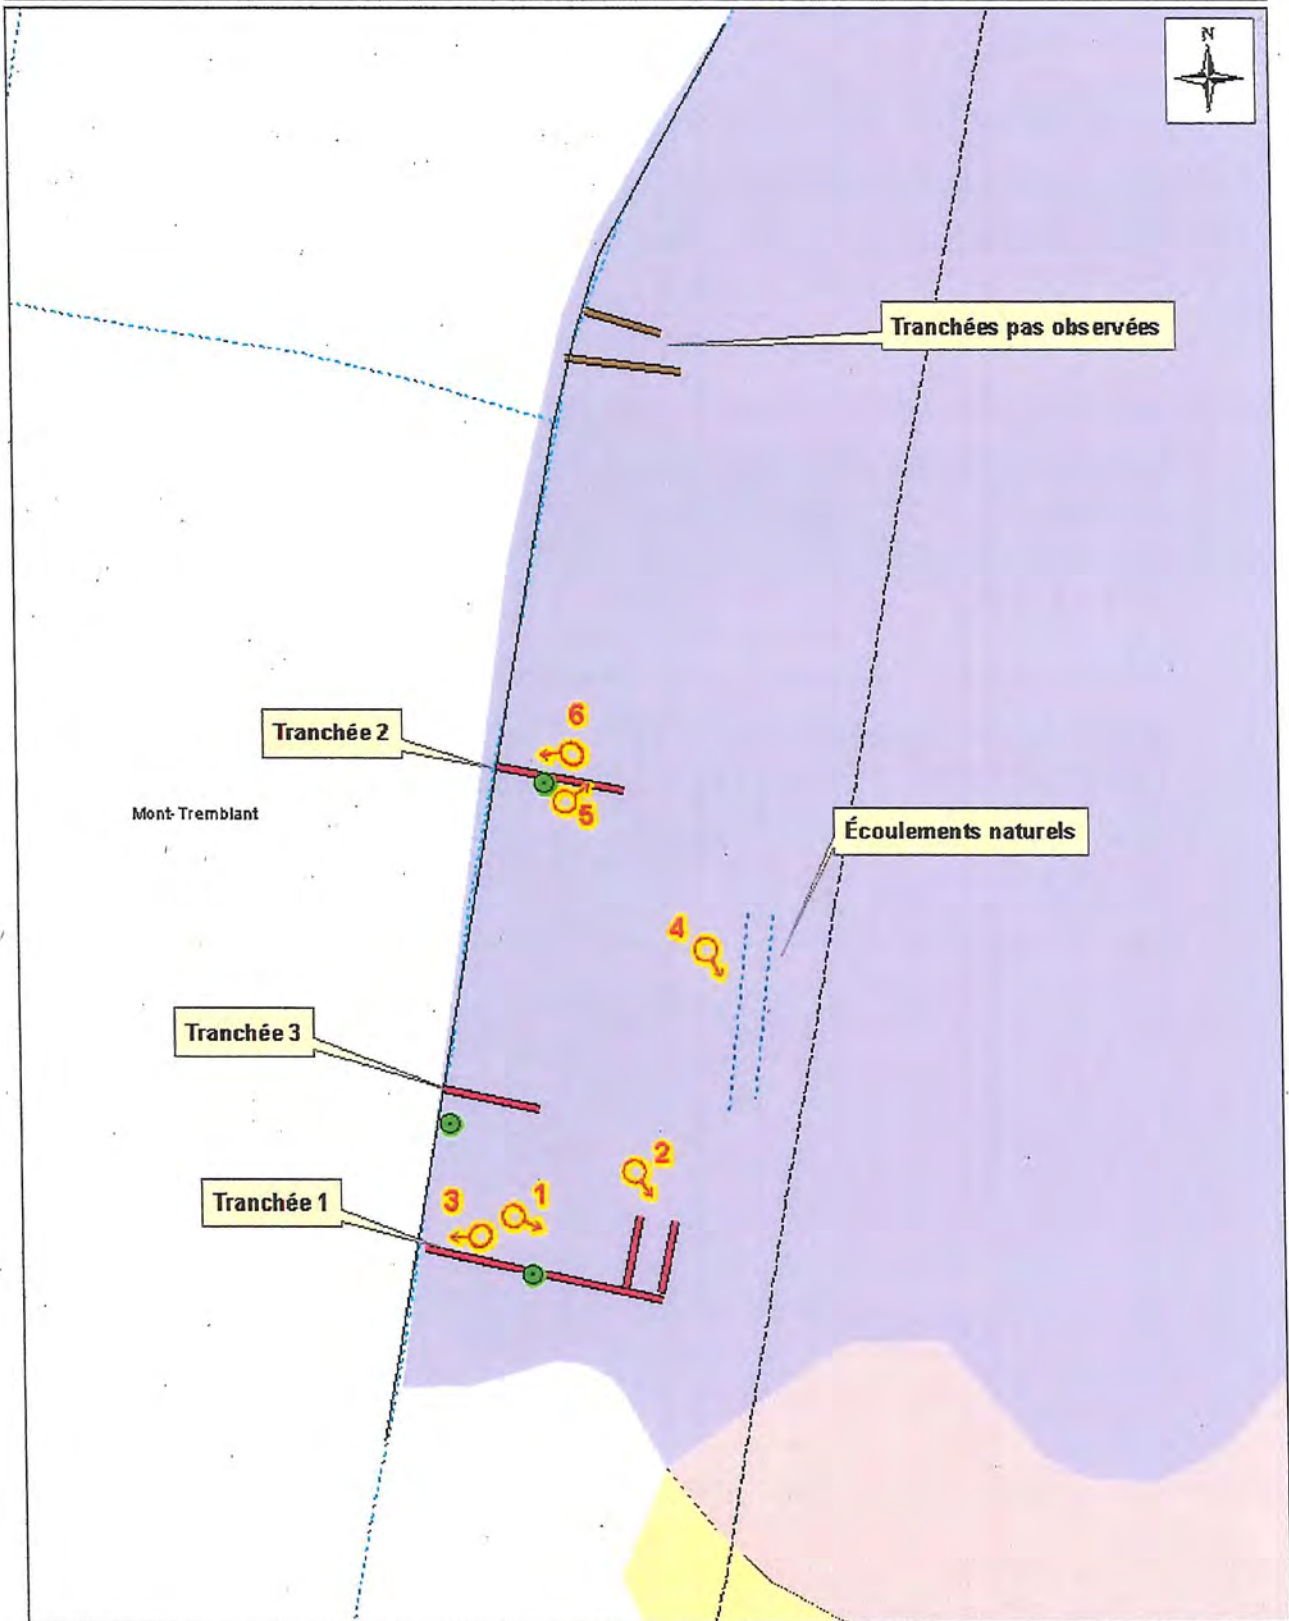 N
Tranchées pas observées
6
Tranchée 2
5
Mont-Tremblant
Écoulements naturels
4
Tranchée 3
2
3
1
Tranchée 1